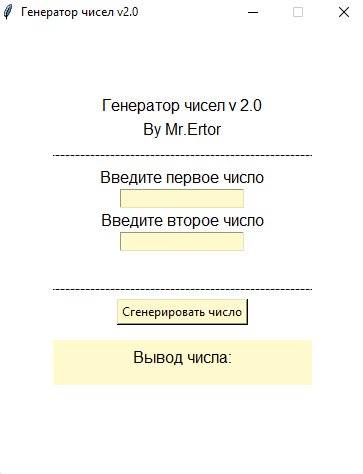 Генератор чисел v2.0
Генератор чисел v 2.0
By Mr.Ertor
Введите первое число
Введите второе число
Сгенерировать число
Вывод числа: